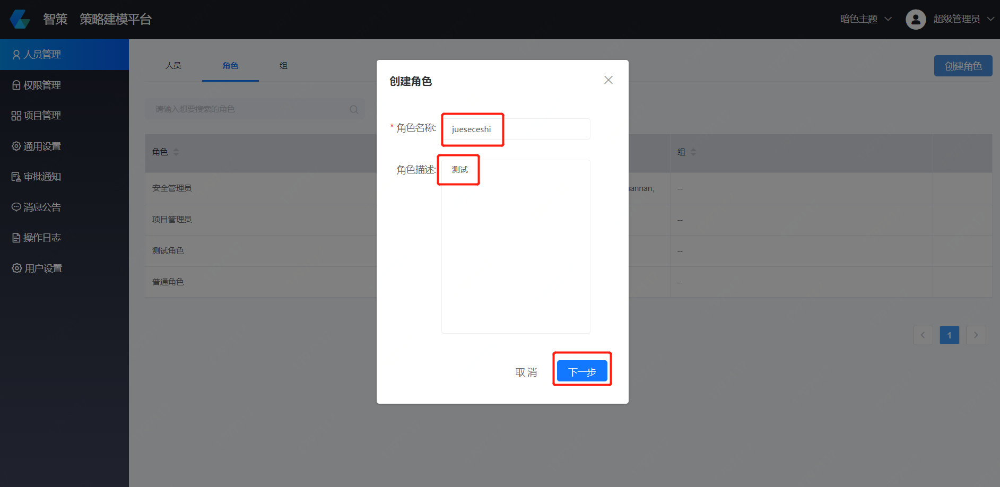 智策 策略建模平台
暗色主题
超级管理员
人员管理
权限管理
项目管理
通用设置
审批通知
消息公告
操作日志
用户设置
人员 角色 组
创建角色
请输入想要搜索的角色
角色 组
安全管理员 uannan; --
项目管理员 --
测试角色 --
普通角色 --
1
创建角色
* 角色名称: jueseceshi
角色描述: 测试
取消 下一步